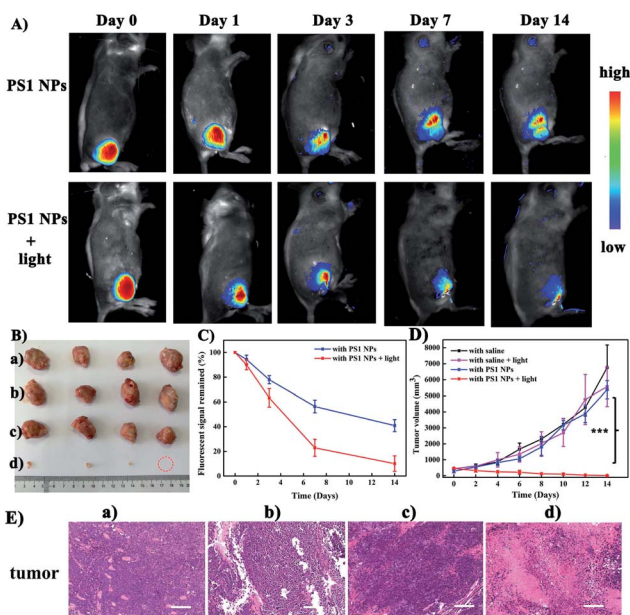 A)
Day 0 Day 1 Day 3 Day 7 Day 14
PS1 NPs
high
PS1 NPs
+
light
low
B)
a)
b)
c)
d)
C)
with PS1 NPs
with PS1 NPs + light
Fluorescent signal remained (%)
100
80
60
40
20
0
0 2 4 6 8 10 12 14
Time (Days)
D)
with saline
with saline + light
with PS1 NPs
with PS1 NPs + light
Tumor volume (mm3)
8000
7000
6000
5000
4000
3000
2000
1000
0
***
0 2 4 6 8 10 12 14
Time (Days)
E)
a) b) c) d)
tumor